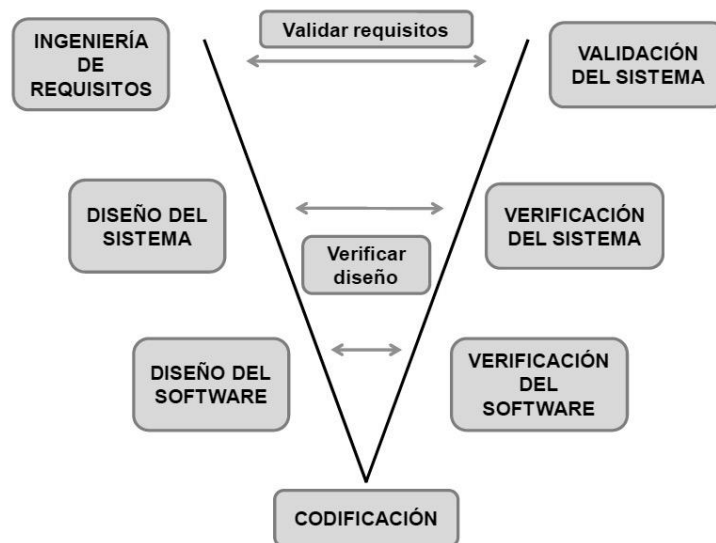 INGENIERÍA
DE
REQUISITOS
Validar requisitos
VALIDACIÓN
DEL SISTEMA
DISEÑO DEL
SISTEMA
Verificar
diseño
VERIFICACIÓN
DEL SISTEMA
DISEÑO DEL
SOFTWARE
VERIFICACIÓN
DEL
SOFTWARE
CODIFICACIÓN